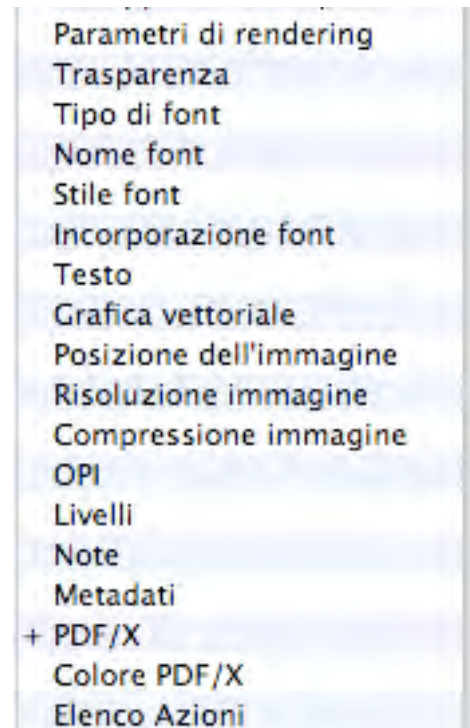 Parametri di rendering
Trasparenza
Tipo di font
Nome font
Stile font
Incorporazione font
Testo
Grafica vettoriale
Posizione dell'immagine
Risoluzione immagine
Compressione immagine
OPI
Livelli
Note
Metadati
+ PDF/X
Colore PDF/X
Elenco Azioni